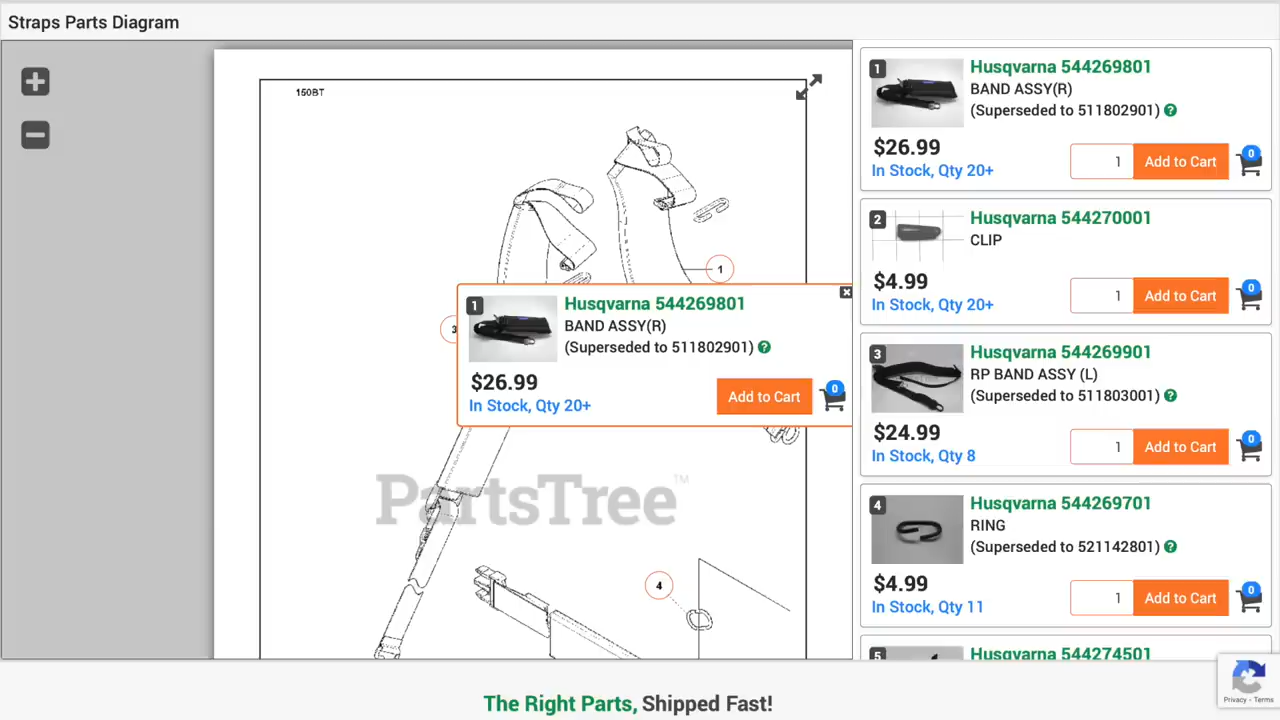 Straps Parts Diagram
150BT
1
3
1
Husqvarna 544269801
BAND ASSY(R)
(Superseded to 511802901) ?
$26.99
In Stock, Qty 20+
Add to Cart
0
PartsTree™
4
1
Husqvarna 544269801
BAND ASSY(R)
(Superseded to 511802901) ?
$26.99
In Stock, Qty 20+
1
Add to Cart
0
2
Husqvarna 544270001
CLIP
$4.99
In Stock, Qty 20+
1
Add to Cart
0
3
Husqvarna 544269901
RP BAND ASSY (L)
(Superseded to 511803001) ?
$24.99
In Stock, Qty 8
1
Add to Cart
0
4
Husqvarna 544269701
RING
(Superseded to 521142801) ?
$4.99
In Stock, Qty 11
1
Add to Cart
0
5
Husqvarna 544274501
The Right Parts, Shipped Fast!
Privacy - Terms